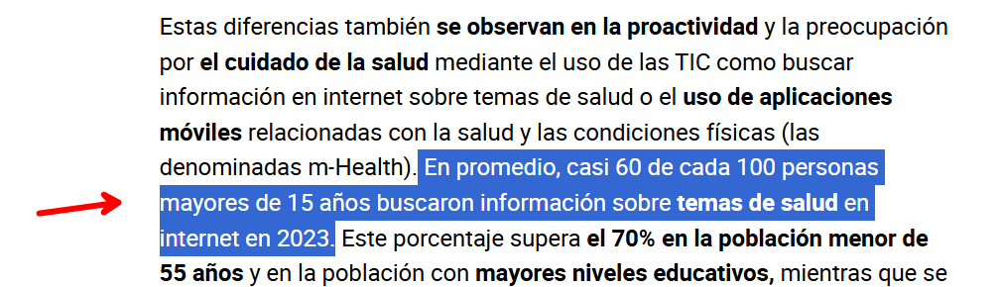 Estas diferencias también se observan en la proactividad y la preocupación
por el cuidado de la salud mediante el uso de las TIC como buscar
información en internet sobre temas de salud o el uso de aplicaciones
móviles relacionadas con la salud y las condiciones físicas (las
denominadas m-Health). En promedio, casi 60 de cada 100 personas
mayores de 15 años buscaron información sobre temas de salud en
internet en 2023. Este porcentaje supera el 70% en la población menor de
55 años y en la población con mayores niveles educativos, mientras que se